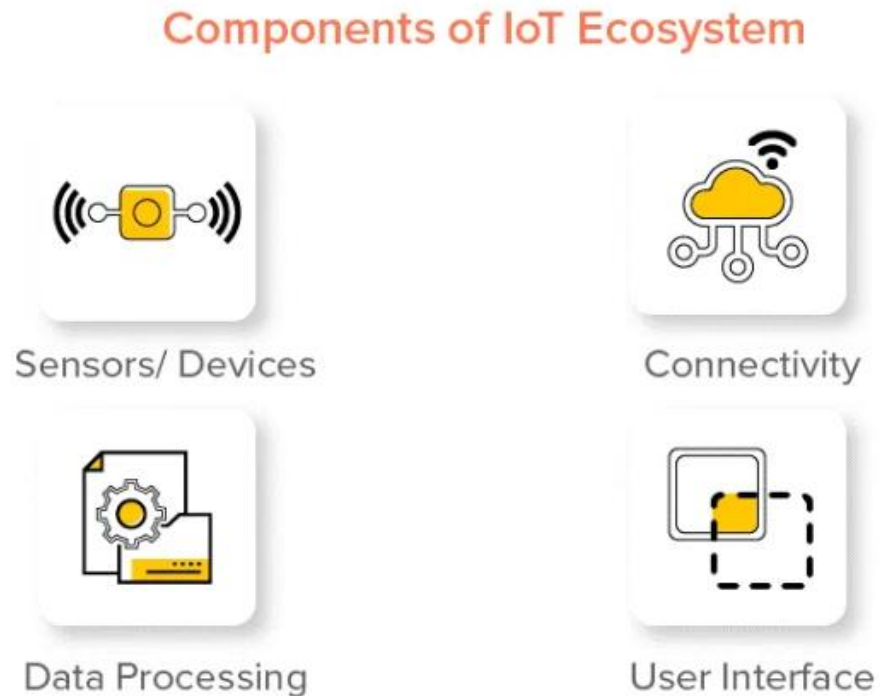 Components of IoT Ecosystem
Sensors/ Devices
Connectivity
Data Processing
User Interface